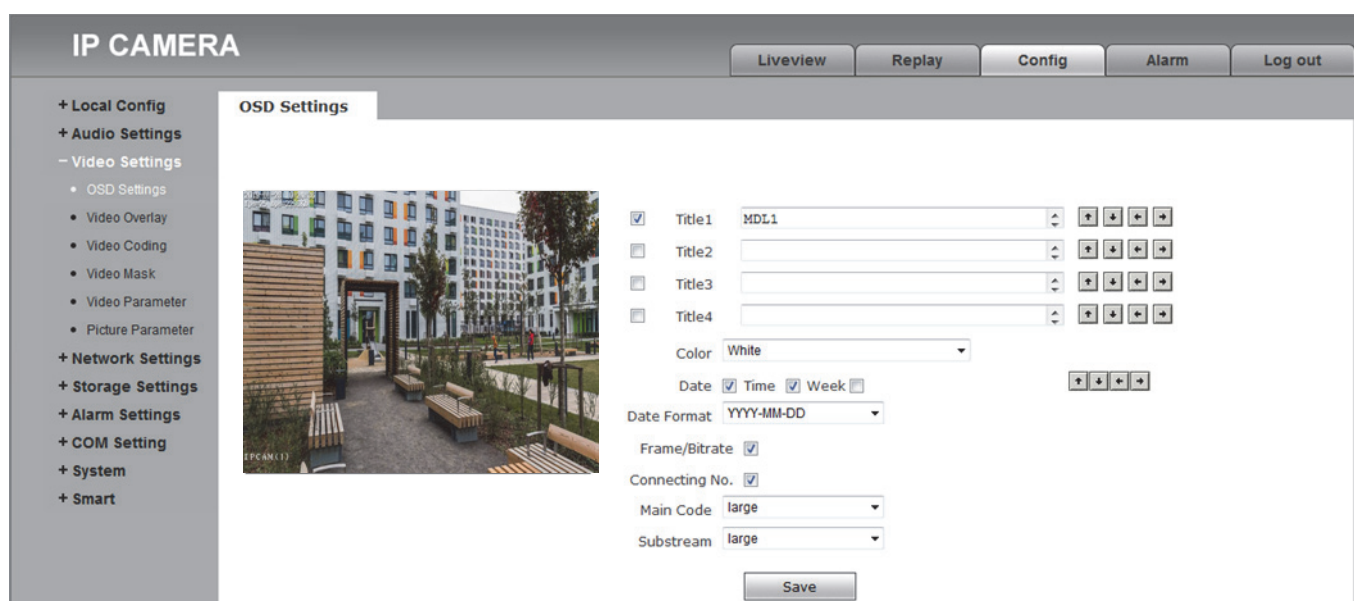 IP CAMERA
Liveview Replay Config Alarm Log out
+ Local Config
+ Audio Settings
− Video Settings
• OSD Settings
• Video Overlay
• Video Coding
• Video Mask
• Video Parameter
• Picture Parameter
+ Network Settings
+ Storage Settings
+ Alarm Settings
+ COM Setting
+ System
+ Smart
OSD Settings
IPCAM(1)
Title1 MDL1
Title2
Title3
Title4
Color White
Date Time Week
Date Format YYYY-MM-DD
Frame/Bitrate
Connecting No.
Main Code large
Substream large
Save